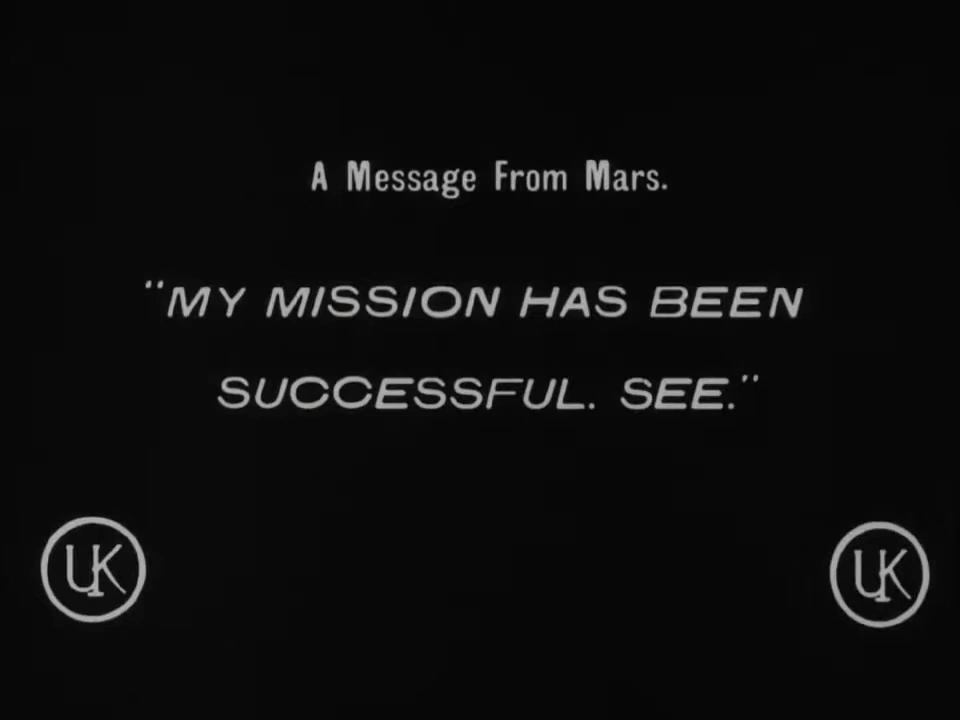 A Message From Mars.
"MY MISSION HAS BEEN
SUCCESSFUL. SEE."
UK UK